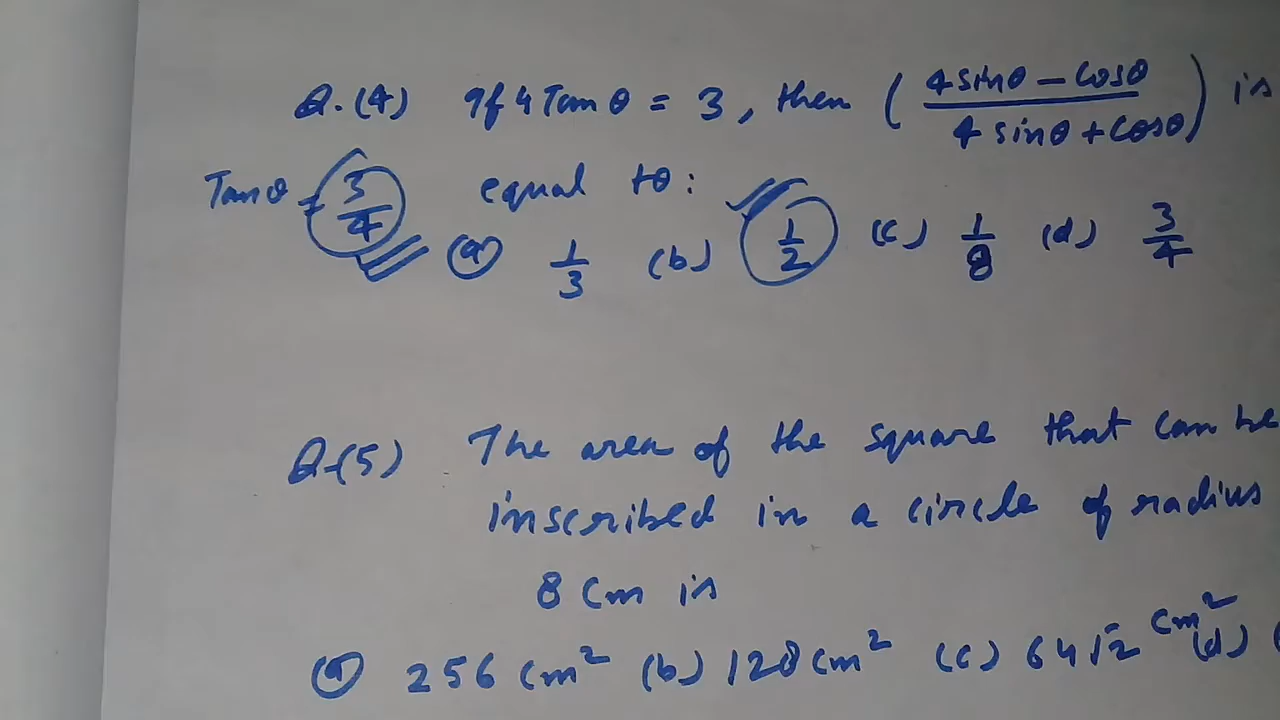 Q.(4) If 4 Tan θ = 3, then (4 sinθ - cosθ / 4 sinθ + cosθ) is
Tanθ = 3/4 equal to:
(a) 1/3 (b) 1/2 (c) 1/8 (d) 3/4
Q.(5) The area of the square that can be
inscribed in a circle of radius
8 cm is
(a) 256 cm² (b) 128 cm² (c) 64√2 cm² (d)